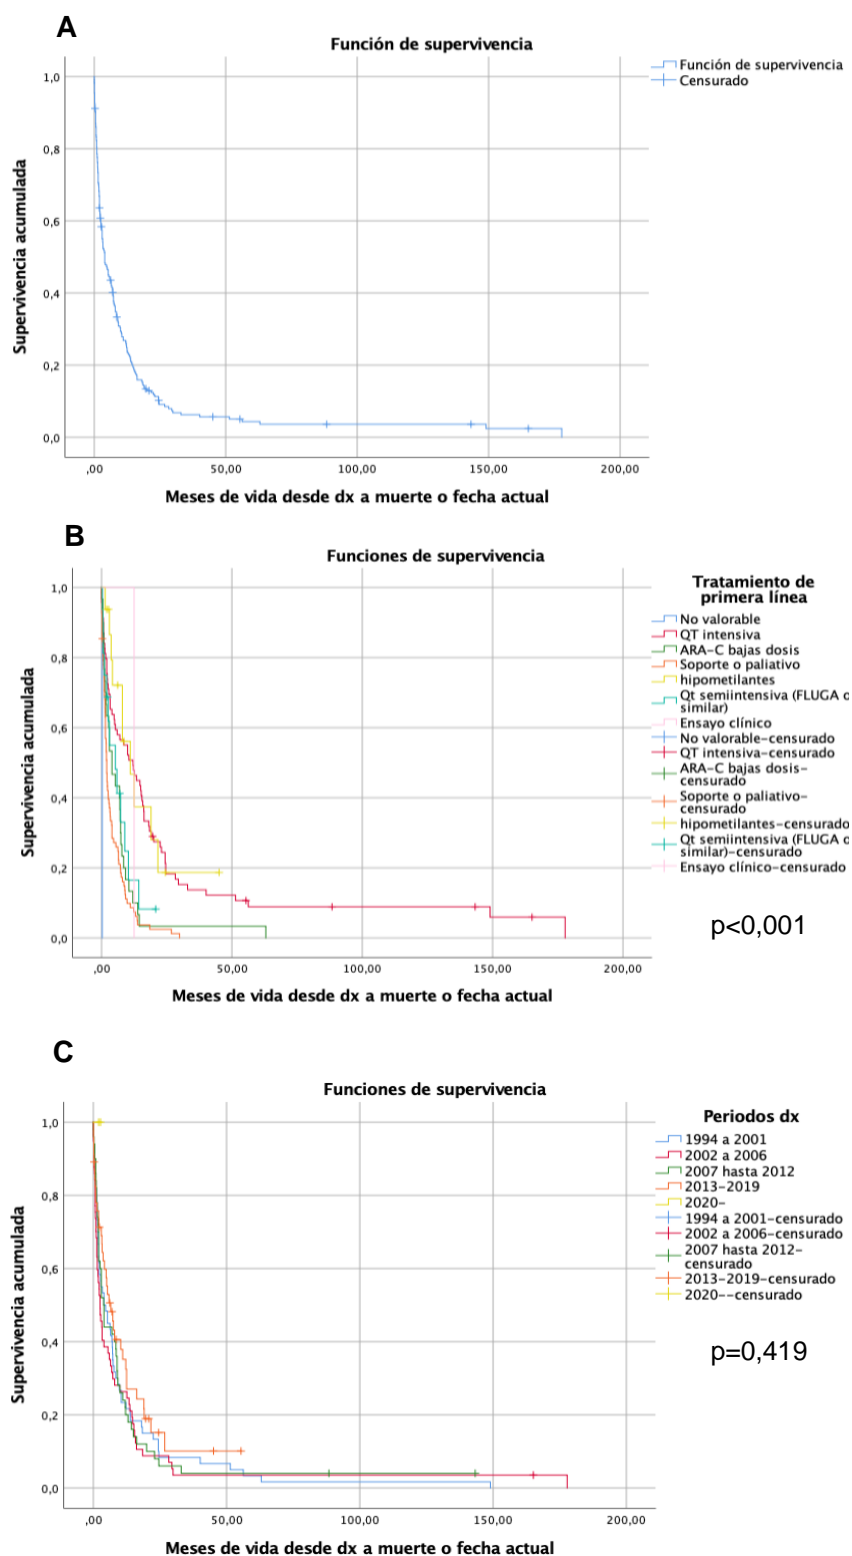 A
Función de supervivencia
Función de supervivencia
Censurado
1,0
0,8
0,6
0,4
0,2
0,0
Supervivencia acumulada
,00 50,00 100,00 150,00 200,00
Meses de vida desde dx a muerte o fecha actual
B
Funciones de supervivencia
Tratamiento de
primera línea
No valorable
QT intensiva
ARA-C bajas dosis
Soporte o paliativo
hipometilantes
Qt semiintensiva (FLUGA o
similar)
Ensayo clínico
No valorable-censurado
QT intensiva-censurado
ARA-C bajas dosis-
censurado
Soporte o paliativo-
censurado
hipometilantes-censurado
Qt semiintensiva (FLUGA o
similar)-censurado
Ensayo clínico-censurado
p<0,001
1,0
0,8
0,6
0,4
0,2
0,0
Supervivencia acumulada
,00 50,00 100,00 150,00 200,00
Meses de vida desde dx a muerte o fecha actual
C
Funciones de supervivencia
Periodos dx
1994 a 2001
2002 a 2006
2007 hasta 2012
2013-2019
2020-
1994 a 2001-censurado
2002 a 2006-censurado
2007 hasta 2012-
censurado
2013-2019-censurado
2020--censurado
p=0,419
1,0
0,8
0,6
0,4
0,2
0,0
Supervivencia acumulada
,00 50,00 100,00 150,00 200,00
Meses de vida desde dx a muerte o fecha actual